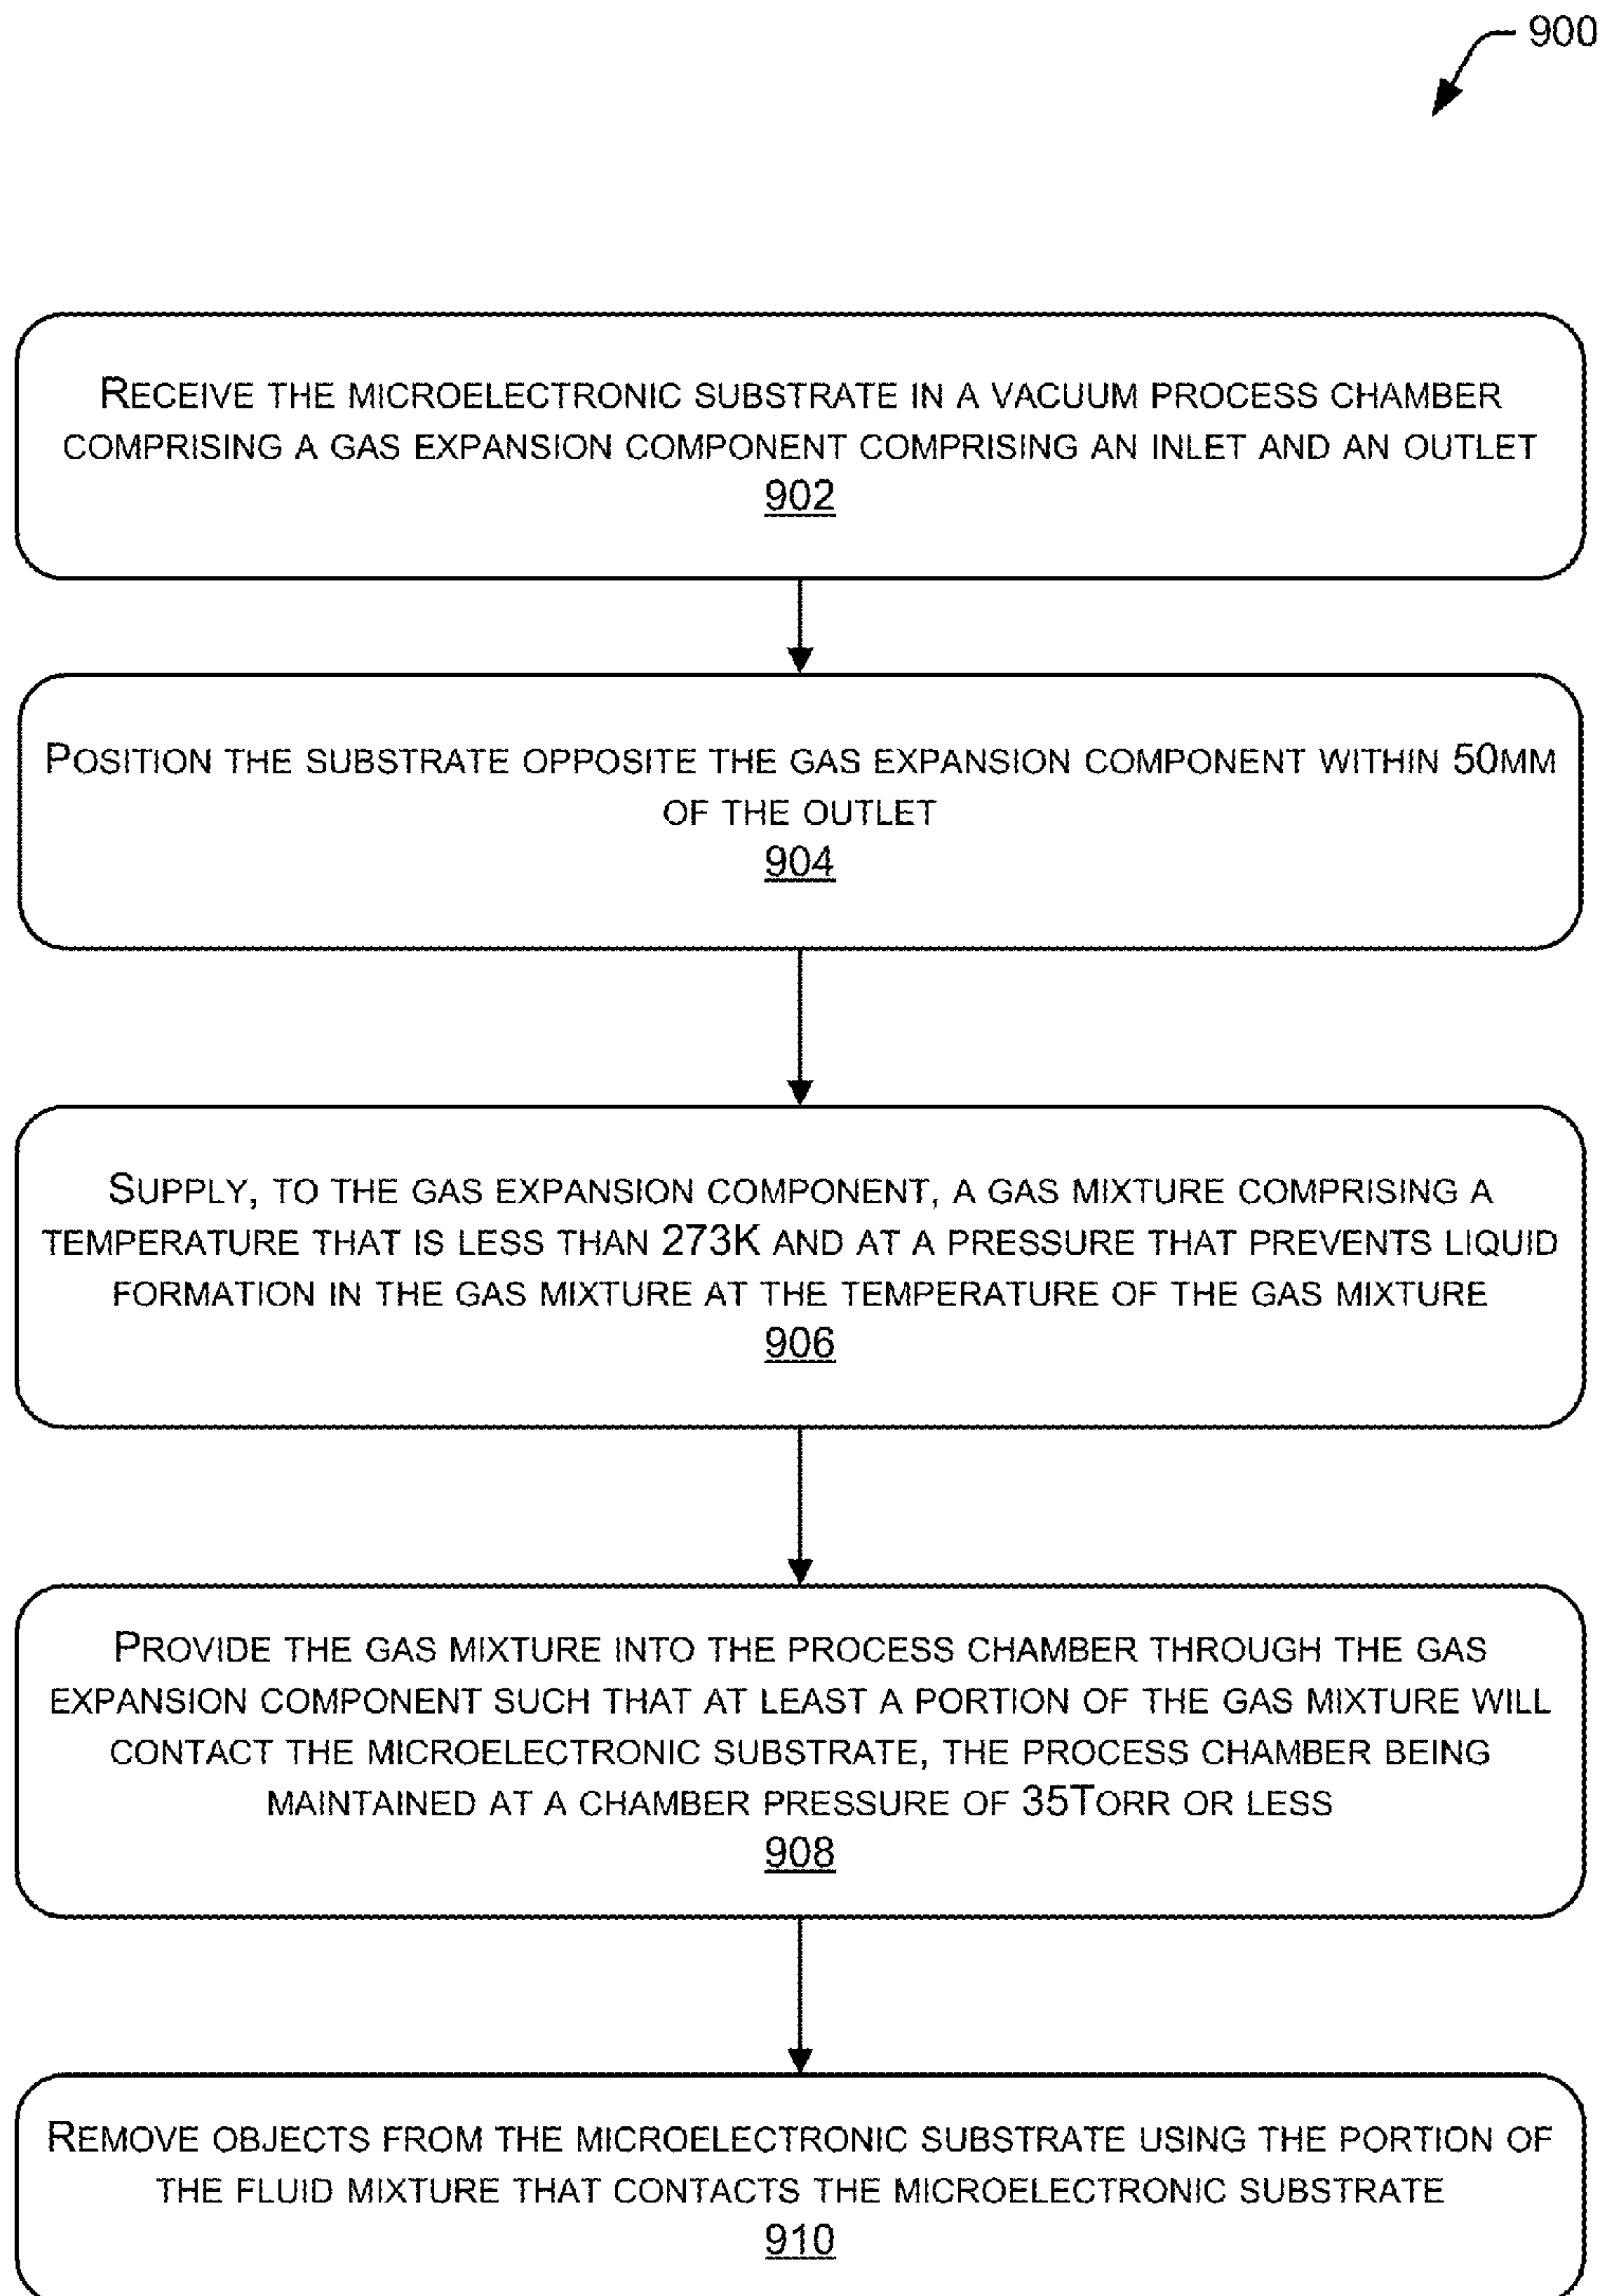 900
RECEIVE THE MICROELECTRONIC SUBSTRATE IN A VACUUM PROCESS CHAMBER
COMPRISING A GAS EXPANSION COMPONENT COMPRISING AN INLET AND AN OUTLET
902
POSITION THE SUBSTRATE OPPOSITE THE GAS EXPANSION COMPONENT WITHIN 50MM
OF THE OUTLET
904
SUPPLY, TO THE GAS EXPANSION COMPONENT, A GAS MIXTURE COMPRISING A
TEMPERATURE THAT IS LESS THAN 273K AND AT A PRESSURE THAT PREVENTS LIQUID
FORMATION IN THE GAS MIXTURE AT THE TEMPERATURE OF THE GAS MIXTURE
906
PROVIDE THE GAS MIXTURE INTO THE PROCESS CHAMBER THROUGH THE GAS
EXPANSION COMPONENT SUCH THAT AT LEAST A PORTION OF THE GAS MIXTURE WILL
CONTACT THE MICROELECTRONIC SUBSTRATE, THE PROCESS CHAMBER BEING
MAINTAINED AT A CHAMBER PRESSURE OF 35TORR OR LESS
908
REMOVE OBJECTS FROM THE MICROELECTRONIC SUBSTRATE USING THE PORTION OF
THE FLUID MIXTURE THAT CONTACTS THE MICROELECTRONIC SUBSTRATE
910